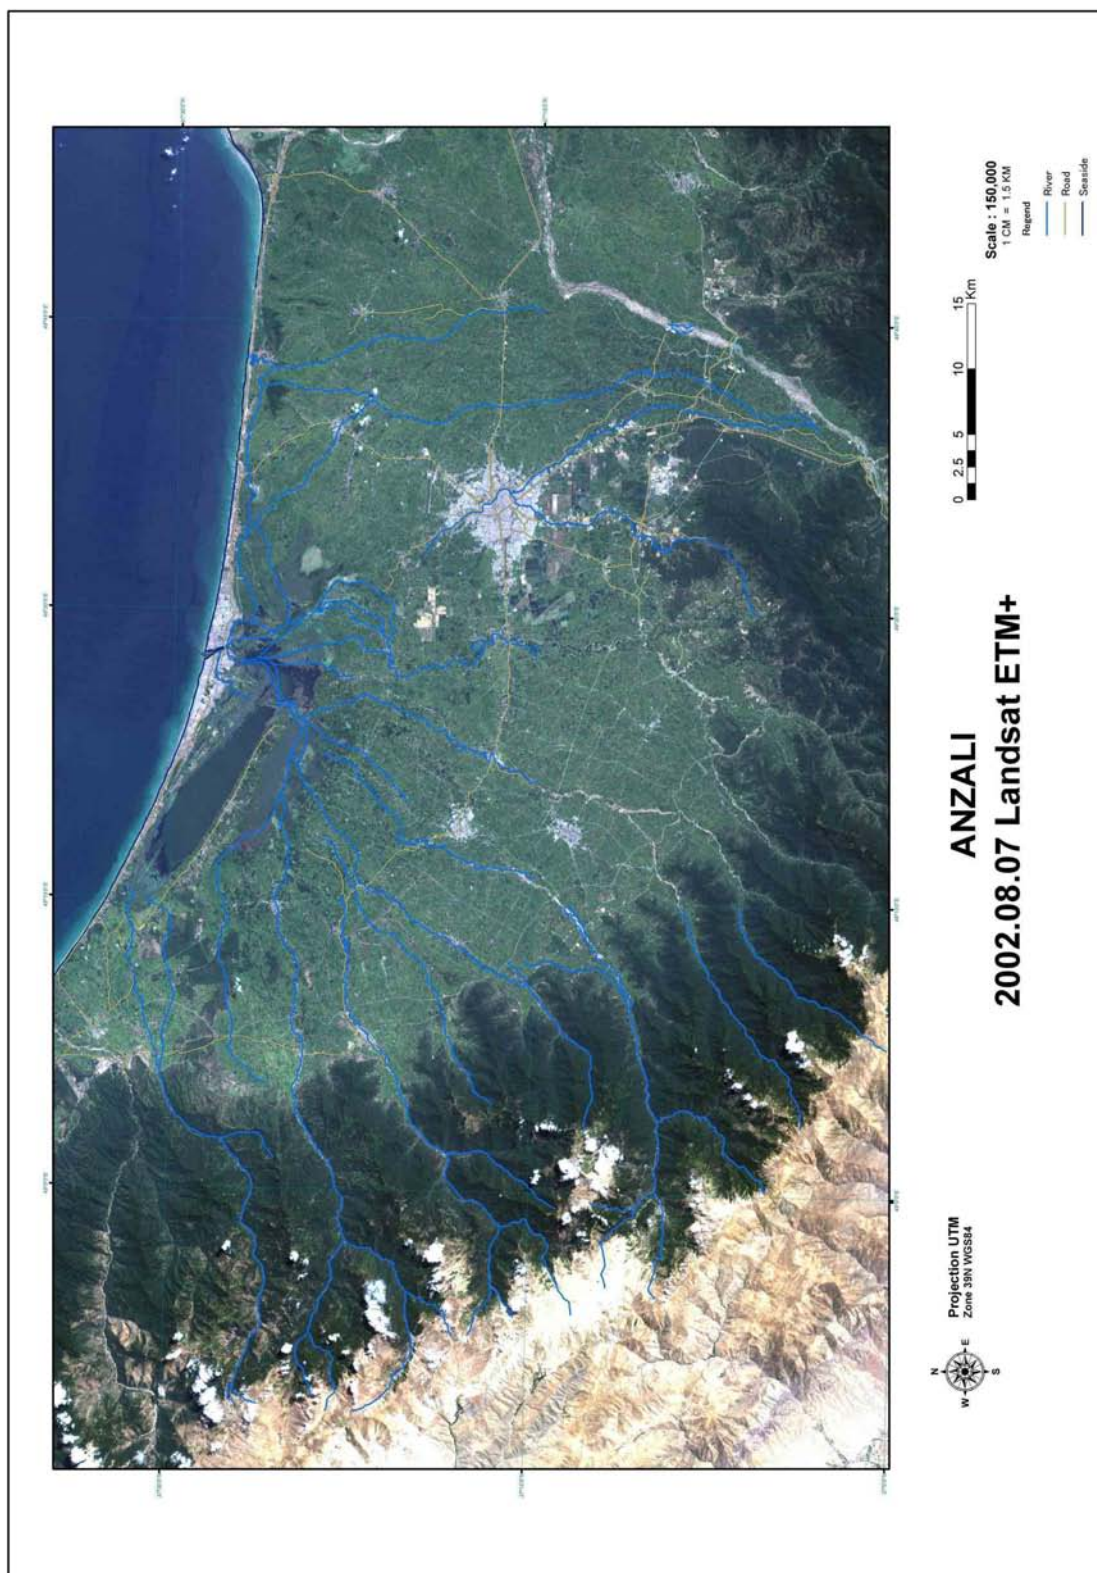 ANZALI
2002.08.07 Landsat ETM+
N
W
E
S
Projection UTM
Zone 39N WGS84
0 2.5 5 10 15
Km
Scale : 150,000
1 CM = 1.5 KM
Regend
River
Road
Seaside